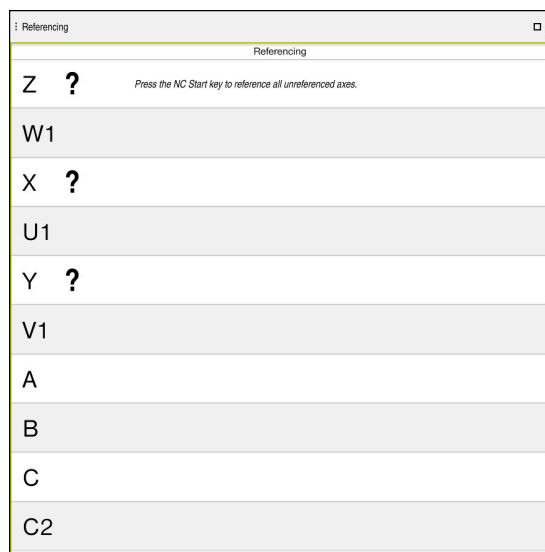 Referencing
Referencing
Z ? Press the NC Start key to reference all unreferenced axes.
W1
X ?
U1
Y ?
V1
A
B
C
C2